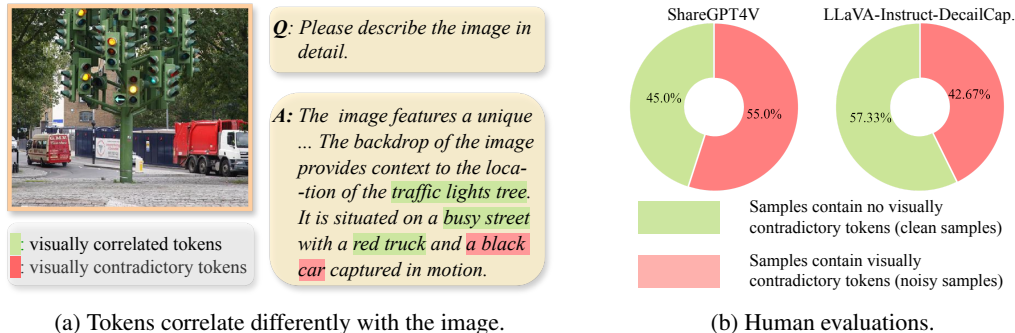 Q: Please describe the image in
detail.
A: The image features a unique
... The backdrop of the image
provides context to the loca-
-tion of the traffic lights tree.
It is situated on a busy street
with a red truck and a black
car captured in motion.
: visually correlated tokens
: visually contradictory tokens
(a) Tokens correlate differently with the image.
ShareGPT4V
LLaVA-Instruct-DecailCap.
45.0%
55.0%
57.33%
42.67%
Samples contain no visually
contradictory tokens (clean samples)
Samples contain visually
contradictory tokens (noisy samples)
(b) Human evaluations.